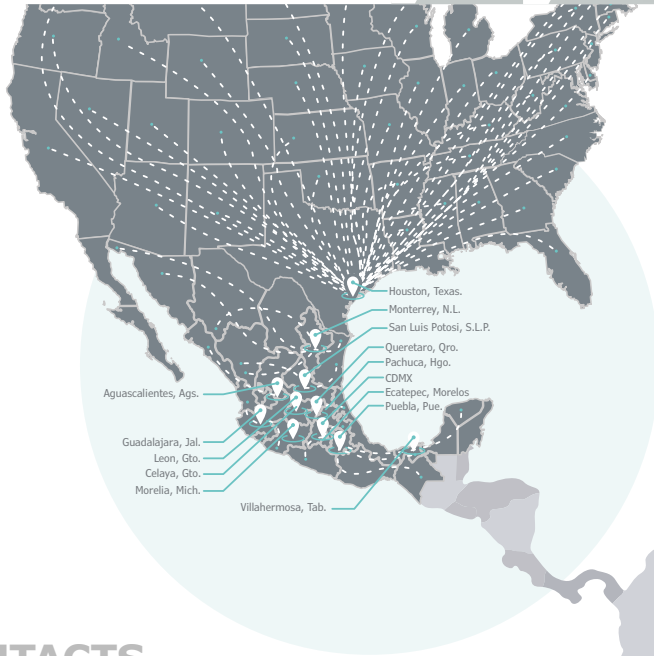 Houston, Texas.
Monterrey, N.L.
San Luis Potosi, S.L.P.
Queretaro, Qro.
Pachuca, Hgo.
CDMX
Ecatepec, Morelos
Puebla, Pue.
Aguascalientes, Ags.
Guadalajara, Jal.
Leon, Gto.
Celaya, Gto.
Morelia, Mich.
Villahermosa, Tab.